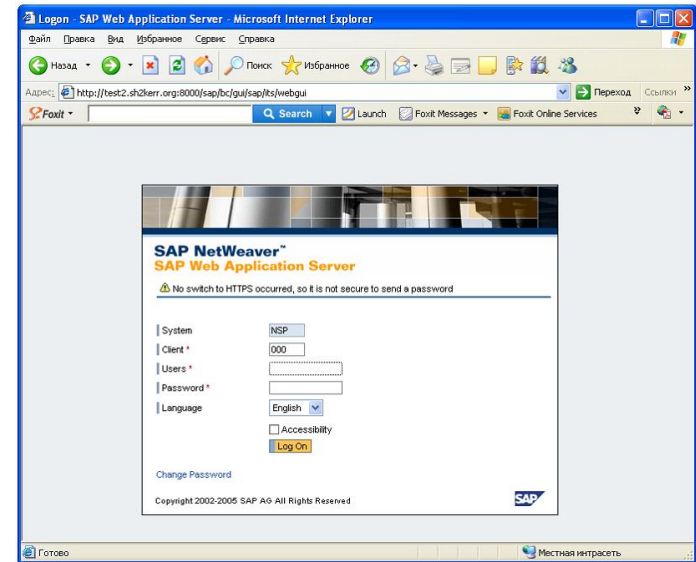 Logon - SAP Web Application Server - Microsoft Internet Explorer
Файл Правка Вид Избранное Сервис Справка
Назад Поиск Избранное
Адрес: http://test2.sh2kerr.org:8000/sap/bc/gui/sap/its/webgui Переход Ссылки »
Foxit Search Launch Foxit Messages Foxit Online Services »
SAP NetWeaver™
SAP Web Application Server
No switch to HTTPS occurred, so it is not secure to send a password
System NSP
Client * 000
Users *
Password *
Language English
Accessibility
Log On
Change Password
Copyright 2002-2005 SAP AG All Rights Reserved SAP
Готово Местная интрасеть